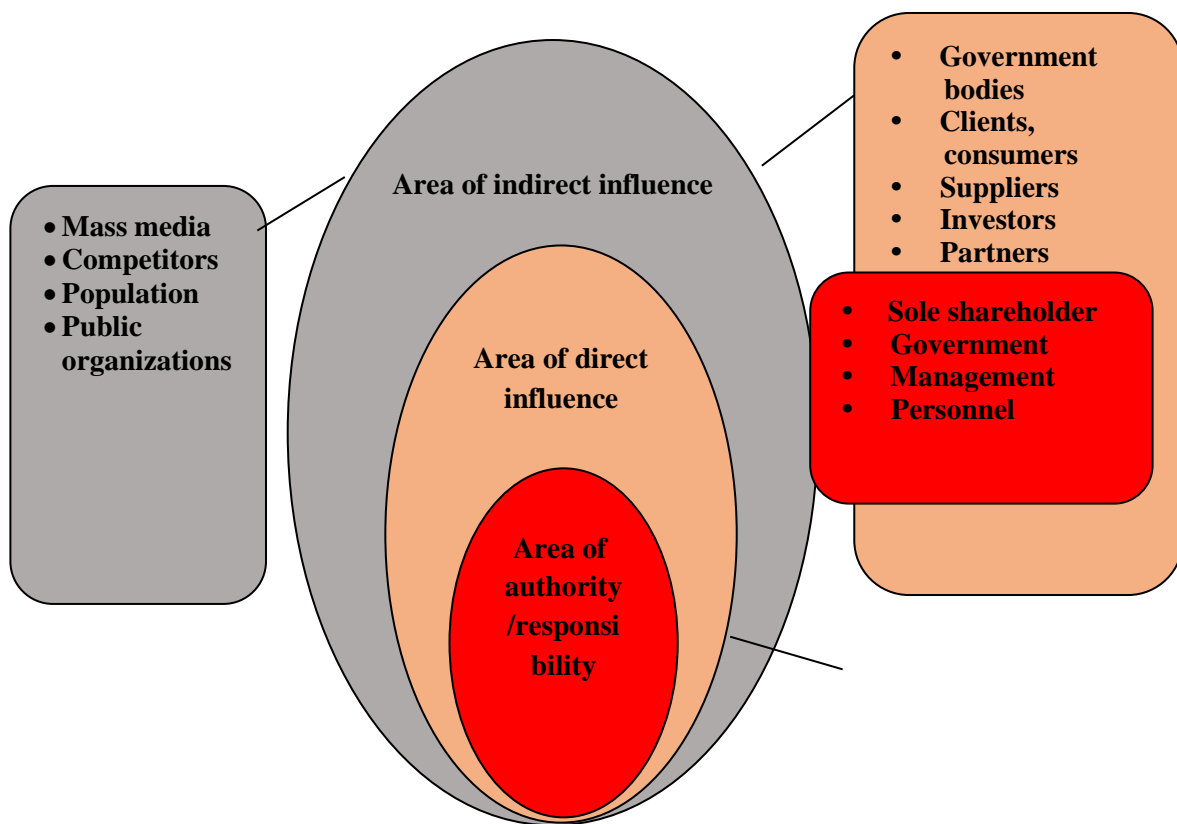 • Mass media
• Competitors
• Population
• Public
organizations
Area of indirect influence
Area of direct
influence
Area of
authority
/responsi
bility
• Government
bodies
• Clients,
consumers
• Suppliers
• Investors
• Partners
• Sole shareholder
• Government
• Management
• Personnel